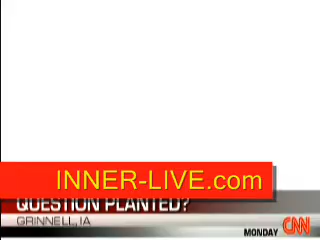 INNER-LIVE.com
QUESTION PLANTED?
GRINNELL, IA
MONDAY CNN